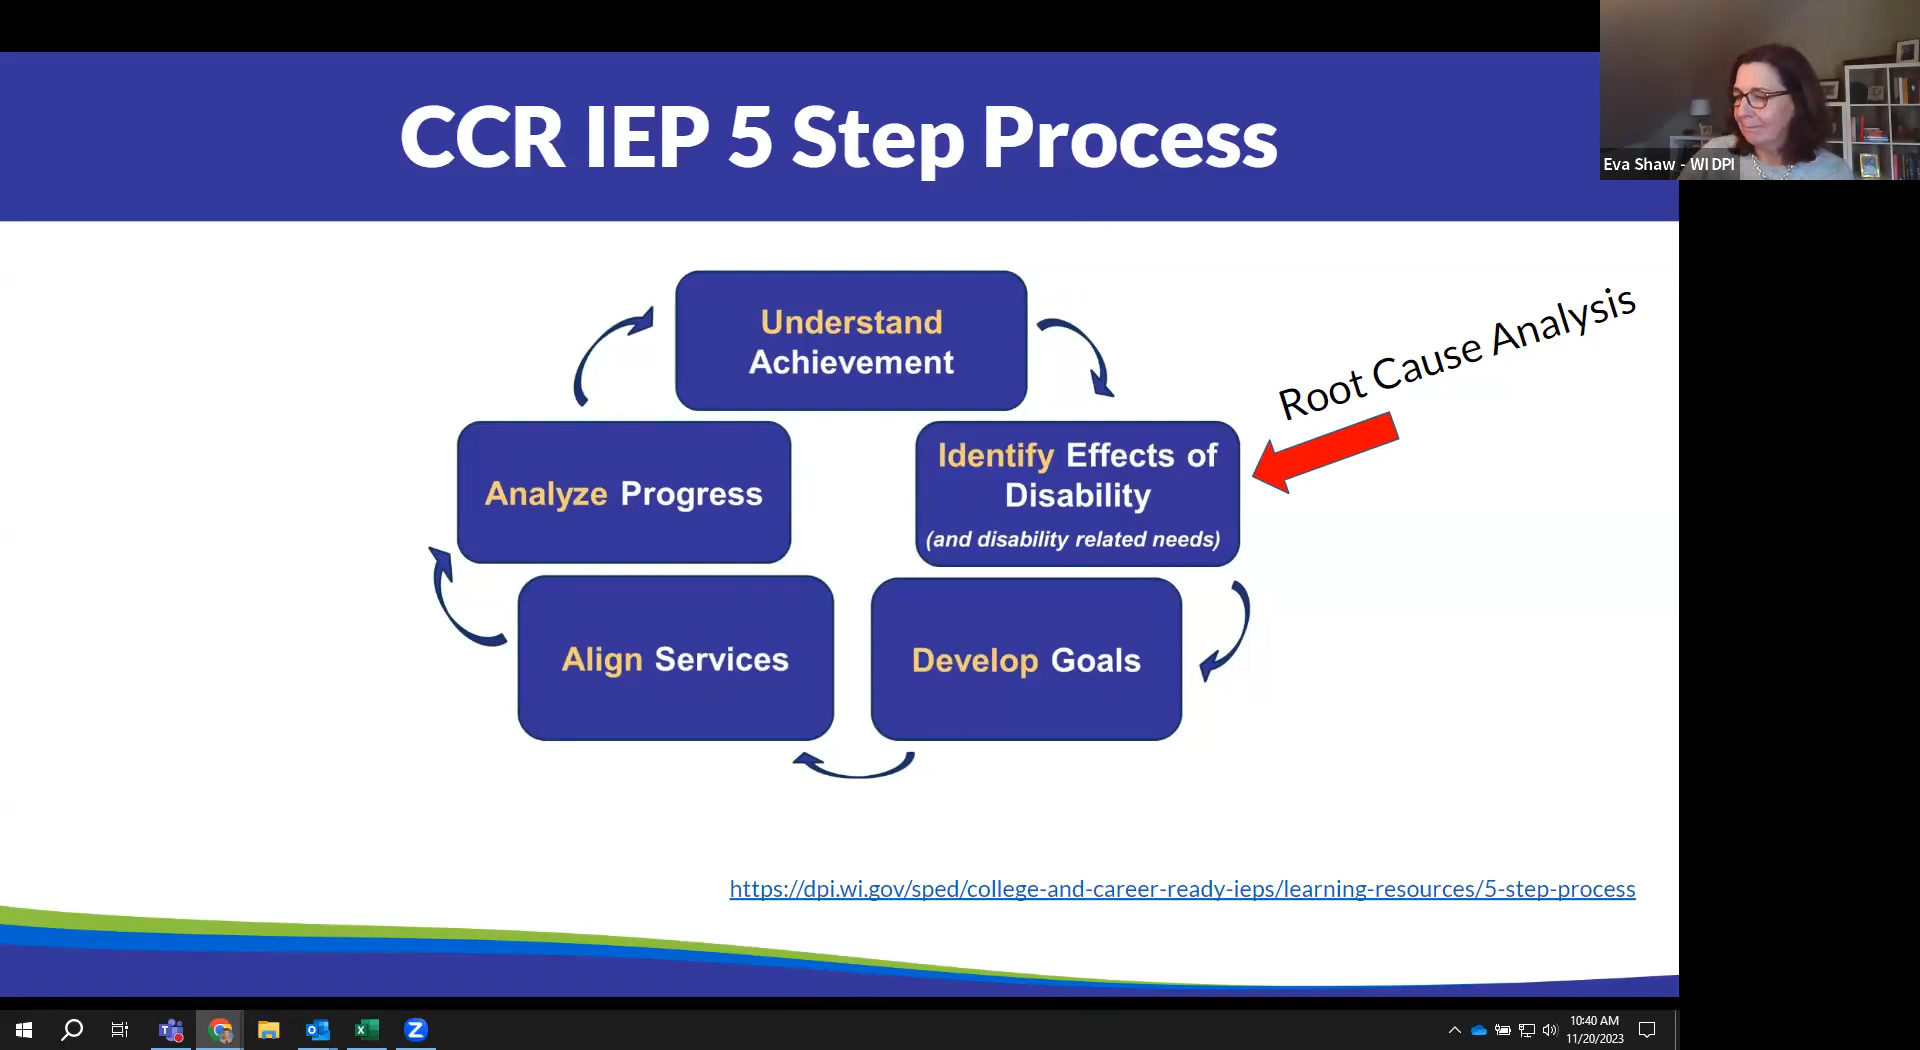 CCR IEP 5 Step Process
Eva Shaw - WI DPI
Understand
Achievement
Root Cause Analysis
Identify Effects of
Disability
(and disability related needs)
Analyze Progress
Align Services
Develop Goals
https://dpi.wi.gov/sped/college-and-career-ready-ieps/learning-resources/5-step-process
10:40 AM
11/20/2023